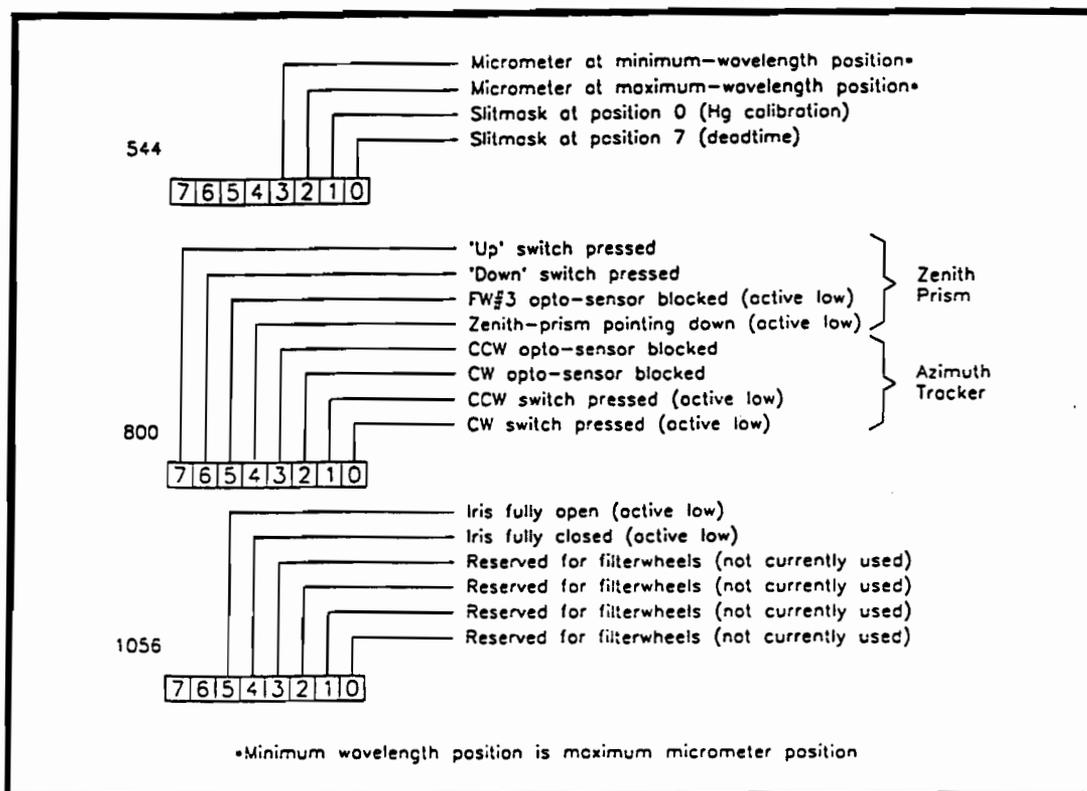 Micrometer at minimum-wavelength position•
Micrometer at maximum-wavelength position•
Slitmask at position 0 (Hg calibration)
Slitmask at position 7 (deadtime)
544
7 6 5 4 3 2 1 0
'Up' switch pressed
'Down' switch pressed
FW#3 opto-sensor blocked (active low)
Zenith-prism pointing down (active low)
Zenith
Prism
CCW opto-sensor blocked
CW opto-sensor blocked
CCW switch pressed (active low)
CW switch pressed (active low)
Azimuth
Tracker
800
7 6 5 4 3 2 1 0
Iris fully open (active low)
Iris fully closed (active low)
Reserved for filterwheels (not currently used)
Reserved for filterwheels (not currently used)
Reserved for filterwheels (not currently used)
Reserved for filterwheels (not currently used)
1056
7 6 5 4 3 2 1 0
•Minimum wavelength position is maximum micrometer position